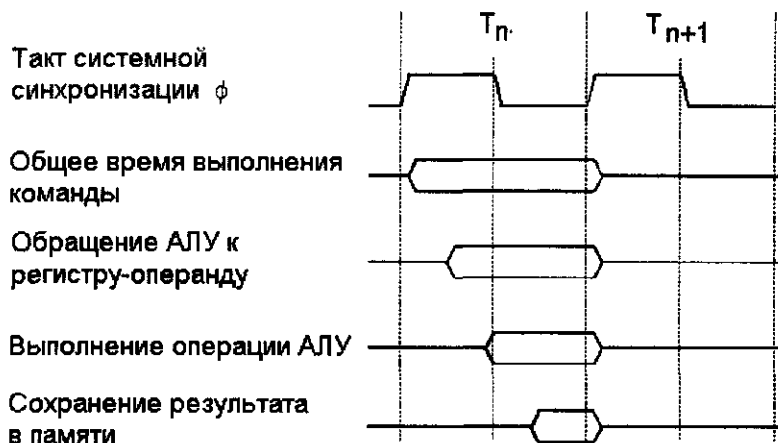 Tn.
Tn+1
Такт системной
синхронизации ϕ
Общее время выполнения
команды
Обращение АЛУ к
регистру-операнду
Выполнение операции АЛУ
Сохранение результата
в памяти